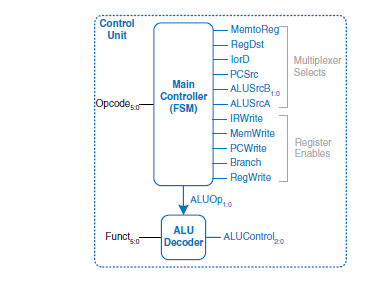 Control
Unit
MemtoReg
RegDst
IorD
PCSrc
ALUSrcB1:0
ALUSrcA
Multiplexer
Selects
Opcode5:0
Main
Controller
(FSM)
IRWrite
MemWrite
PCWrite
Branch
RegWrite
Register
Enables
ALUOp1:0
Funct5:0
ALU
Decoder
ALUControl2:0